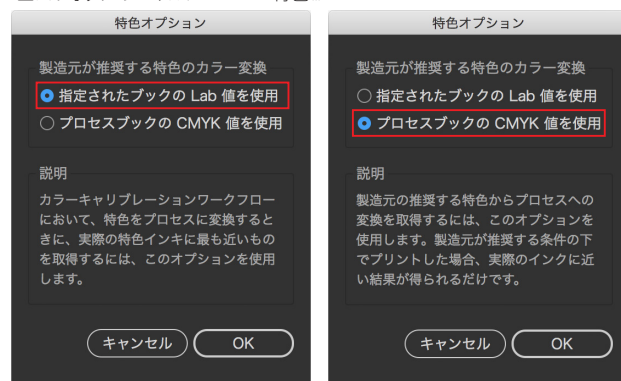 特色オプション
製造元が推奨する特色のカラー変換
指定されたブックの Lab 値を使用
プロセスブックの CMYK 値を使用
説明
カラーキャリブレーションワークフロー
において、特色をプロセスに変換すると
きに、実際の特色インキに最も近いもの
を取得するには、このオプションを使用
します。
キャンセル
OK
特色オプション
製造元が推奨する特色のカラー変換
指定されたブックの Lab 値を使用
プロセスブックの CMYK 値を使用
説明
製造元の推奨する特色からプロセスへの
変換を取得するには、このオプションを
使用します。製造元が推奨する条件の下
でプリントした場合、実際のインクに近
い結果が得られるだけです。
キャンセル
OK